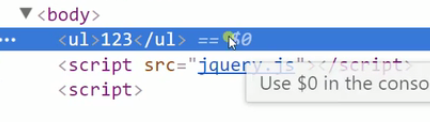 ▼<body>
··· <ul>123</ul> == $0
<script src="jquery.js"></script>
<script>
Use $0 in the conso